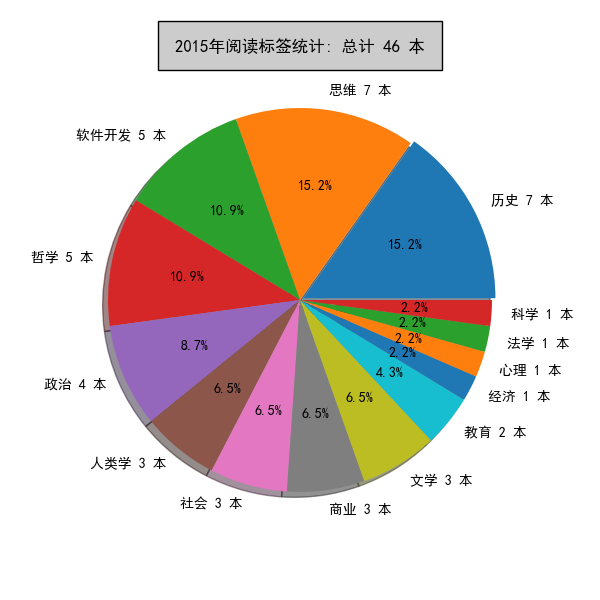 2015年阅读标签统计: 总计 46 本
思维 7 本
软件开发 5 本
15.2%
历史 7 本
10.9%
15.2%
哲学 5 本
10.9%
科学 1 本
2.2%
2.2%
法学 1 本
2.2%
8.7%
2.2%
心理 1 本
4.3%
政治 4 本
6.5%
经济 1 本
6.5%
6.5%
6.5%
教育 2 本
人类学 3 本
文学 3 本
社会 3 本
商业 3 本